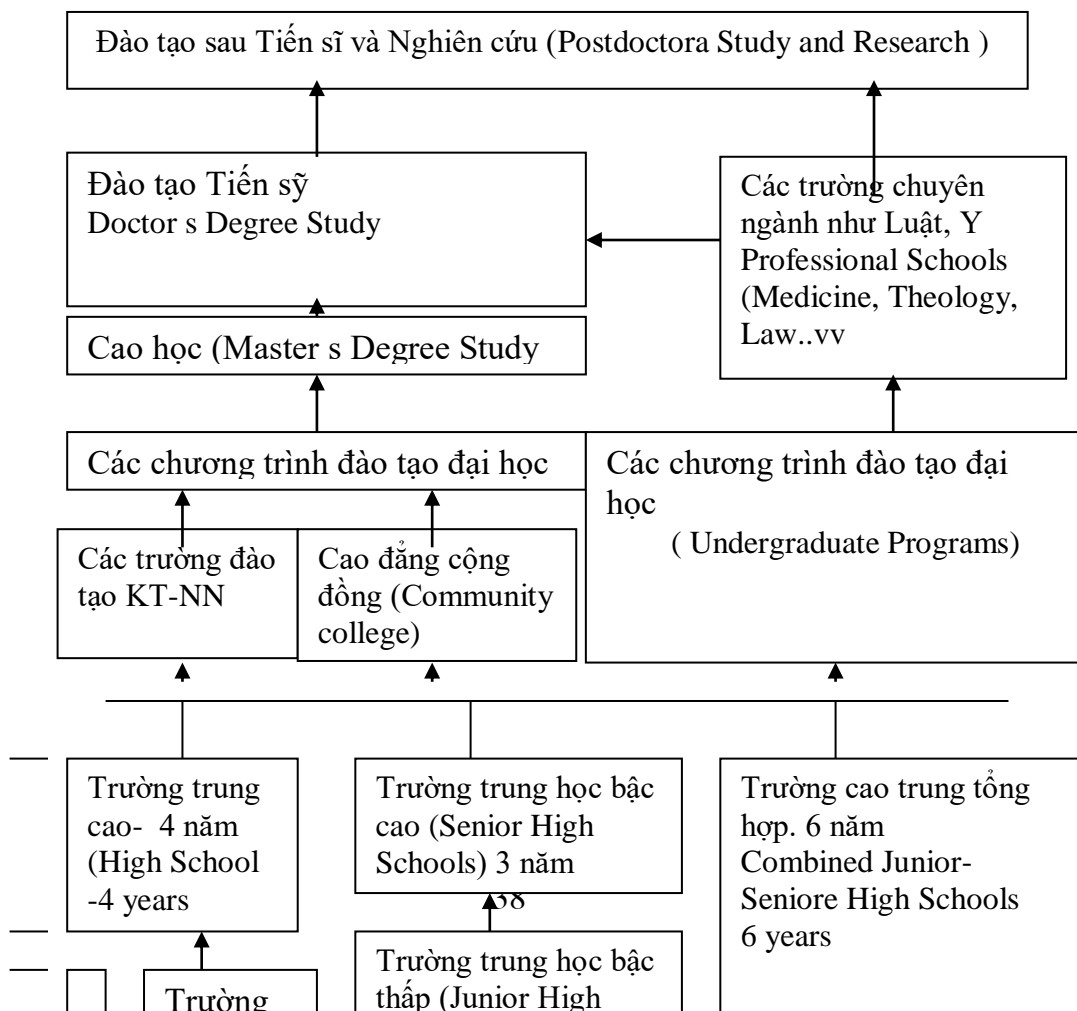 Đào tạo sau Tiến sĩ và Nghiên cứu (Postdoctora Study and Research )
Đào tạo Tiến sỹ
Doctor s Degree Study
Các trường chuyên
ngành như Luật, Y
Professional Schools
(Medicine, Theology,
Law..vv
Cao học (Master s Degree Study
Các chương trình đào tạo đại học
Các chương trình đào tạo đại
học
( Undergraduate Programs)
Các trường đào
tạo KT-NN
Cao đẳng cộng
đồng (Community
college)
Trường trung
cao- 4 năm
(High School
-4 years
Trường trung học bậc
cao (Senior High
Schools) 3 năm
38
Trường cao trung tổng
hợp. 6 năm
Combined Junior-
Seniore High Schools
6 years
Trường
Trường trung học bậc
thấp (Junior High